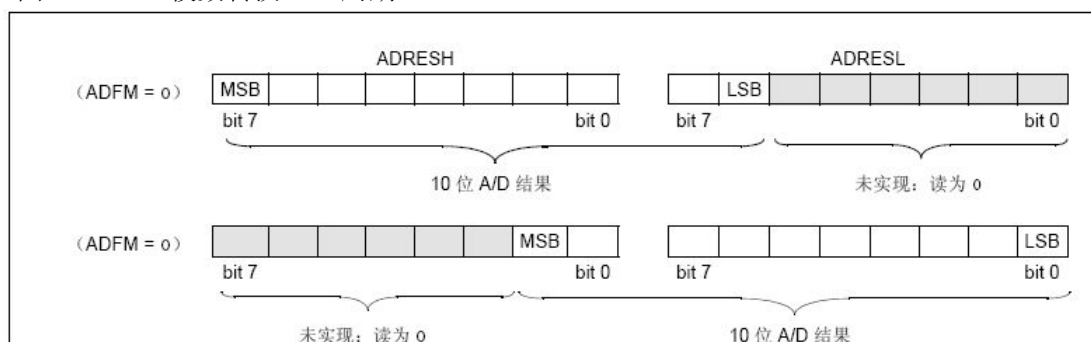 ADRESH ADRESL
（ADFM = 0） MSB LSB
bit 7 bit 0 bit 7 bit 0
10 位 A/D 结果 未实现：读为 0
（ADFM = 0） MSB LSB
bit 7 bit 0 bit 7 bit 0
未实现：读为 0 10 位 A/D 结果